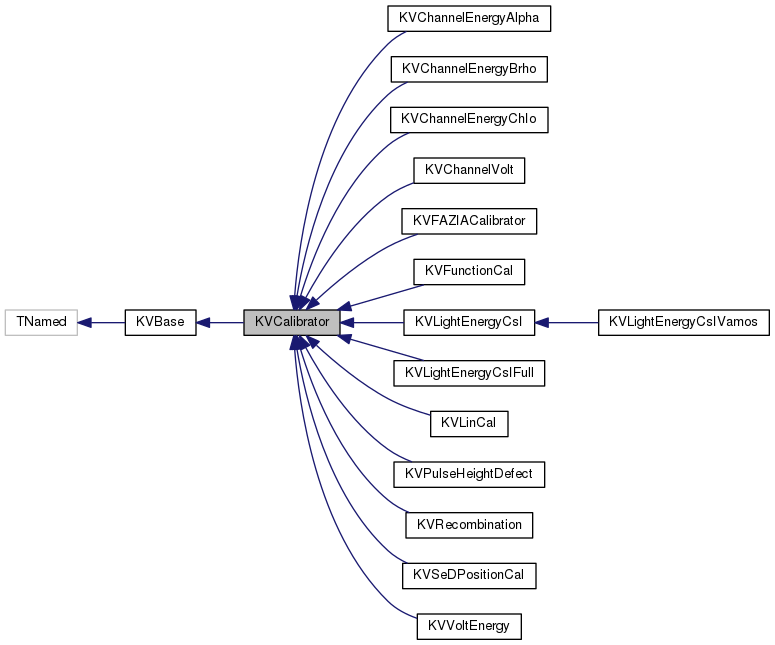 KVChannelEnergyAlpha
KVChannelEnergyBrho
KVChannelEnergyChIo
KVChannelVolt
KVFAZIACalibrator
KVFunctionCal
TNamed
KVBase
KVCalibrator
KVLightEnergyCsI
KVLightEnergyCsIVamos
KVLightEnergyCsIFull
KVLinCal
KVPulseHeightDefect
KVRecombination
KVSeDPositionCal
KVVoltEnergy